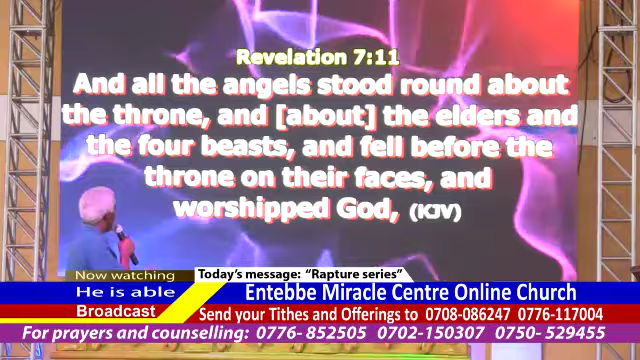 Revelation 7:11
And all the angels stood round about
the throne, and [about] the elders and
the four beasts, and fell before the
throne on their faces, and
worshipped God, (KJV)
Now watching
Today's message: "Rapture series"
He is able
Entebbe Miracle Centre Online Church
Broadcast
Send your Tithes and Offerings to 0708-086247 0776-117004
For prayers and counselling: 0776- 852505 0702-150307 0750- 529455